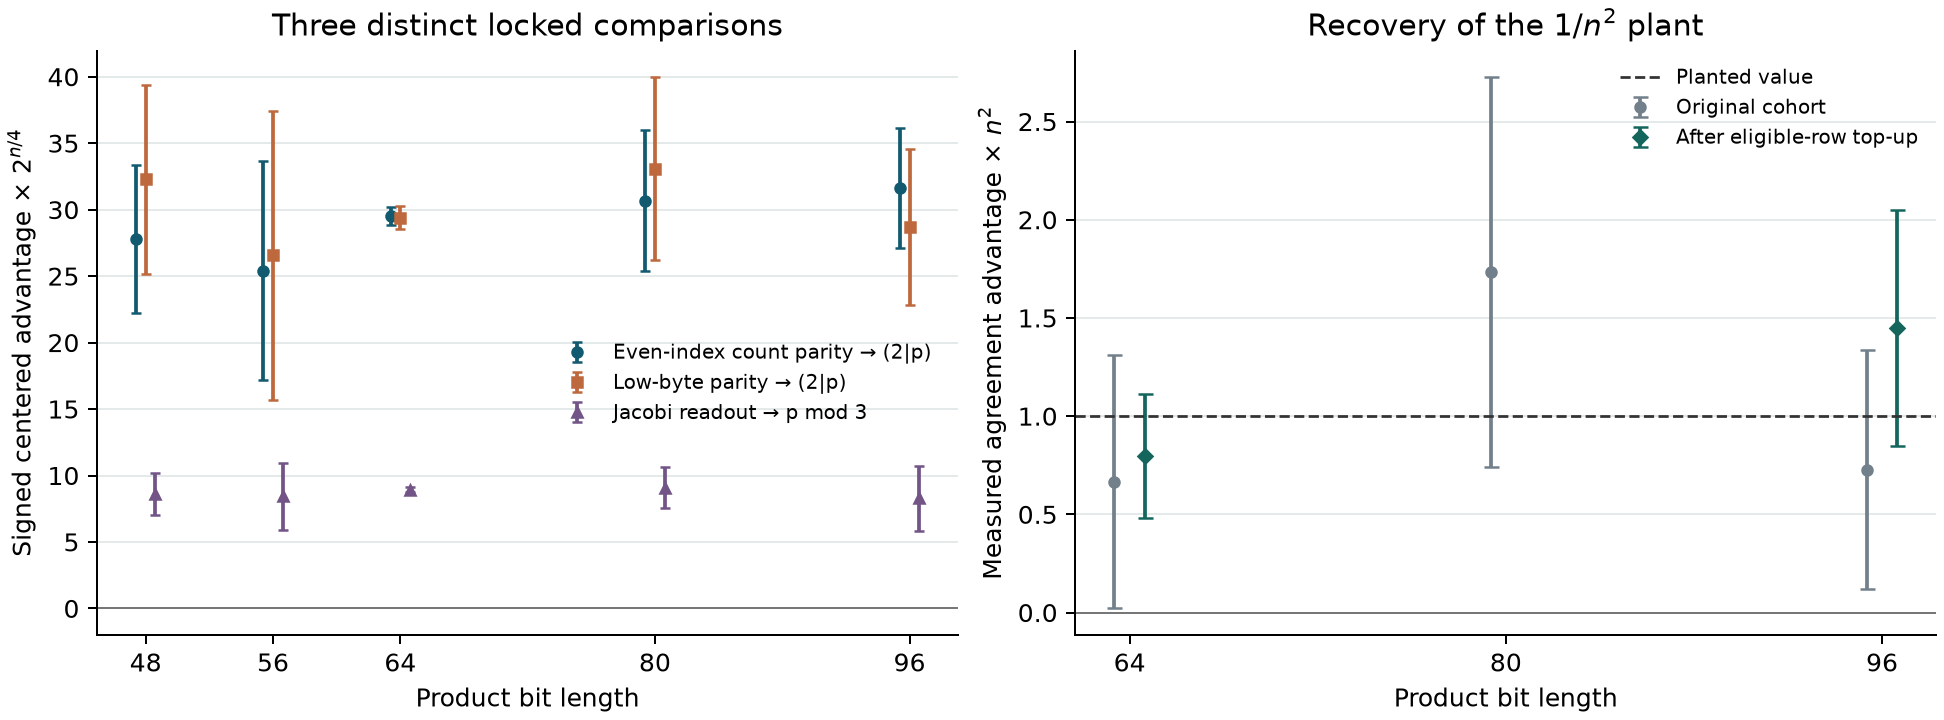 Three distinct locked comparisons
Signed centered advantage × 2^{n/4}
40
35
30
25
20
15
10
5
0
Even-index count parity → (2|p)
Low-byte parity → (2|p)
Jacobi readout → p mod 3
48
56
64
80
96
Product bit length
Recovery of the 1/n² plant
Measured agreement advantage × n²
2.5
2.0
1.5
1.0
0.5
0.0
Planted value
Original cohort
After eligible-row top-up
64
80
96
Product bit length